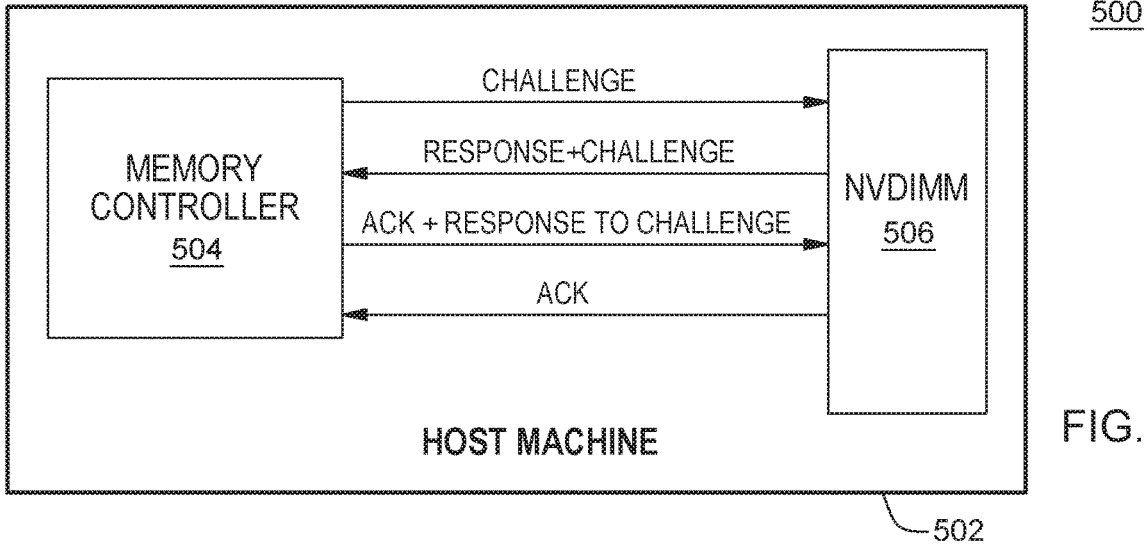 500
CHALLENGE
RESPONSE+CHALLENGE
MEMORY
CONTROLLER
504
NVDIMM
506
ACK + RESPONSE TO CHALLENGE
ACK
HOST MACHINE
FIG.
502